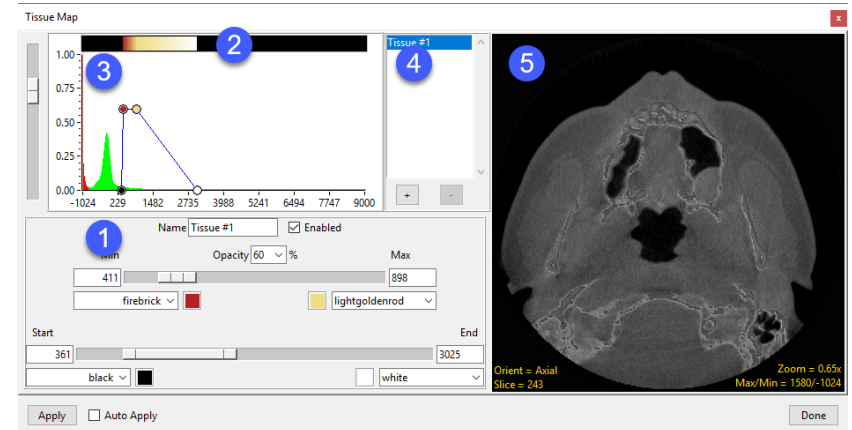 Tissue Map
x
2
1.00
3
0.75
0.50
0.25
0.00
-1024 229 1482 2735 3988 5241 6494 7747 9000
Tissue #1
4
+ -
5
Orient = Axial
Slice = 243
Zoom = 0.65x
Max/Min = 1580/-1024
1
Name Tissue #1 Enabled
Min Opacity 60 % Max
411 898
firebrick lightgoldenrod
Start End
361 3025
black white
Apply Auto Apply Done